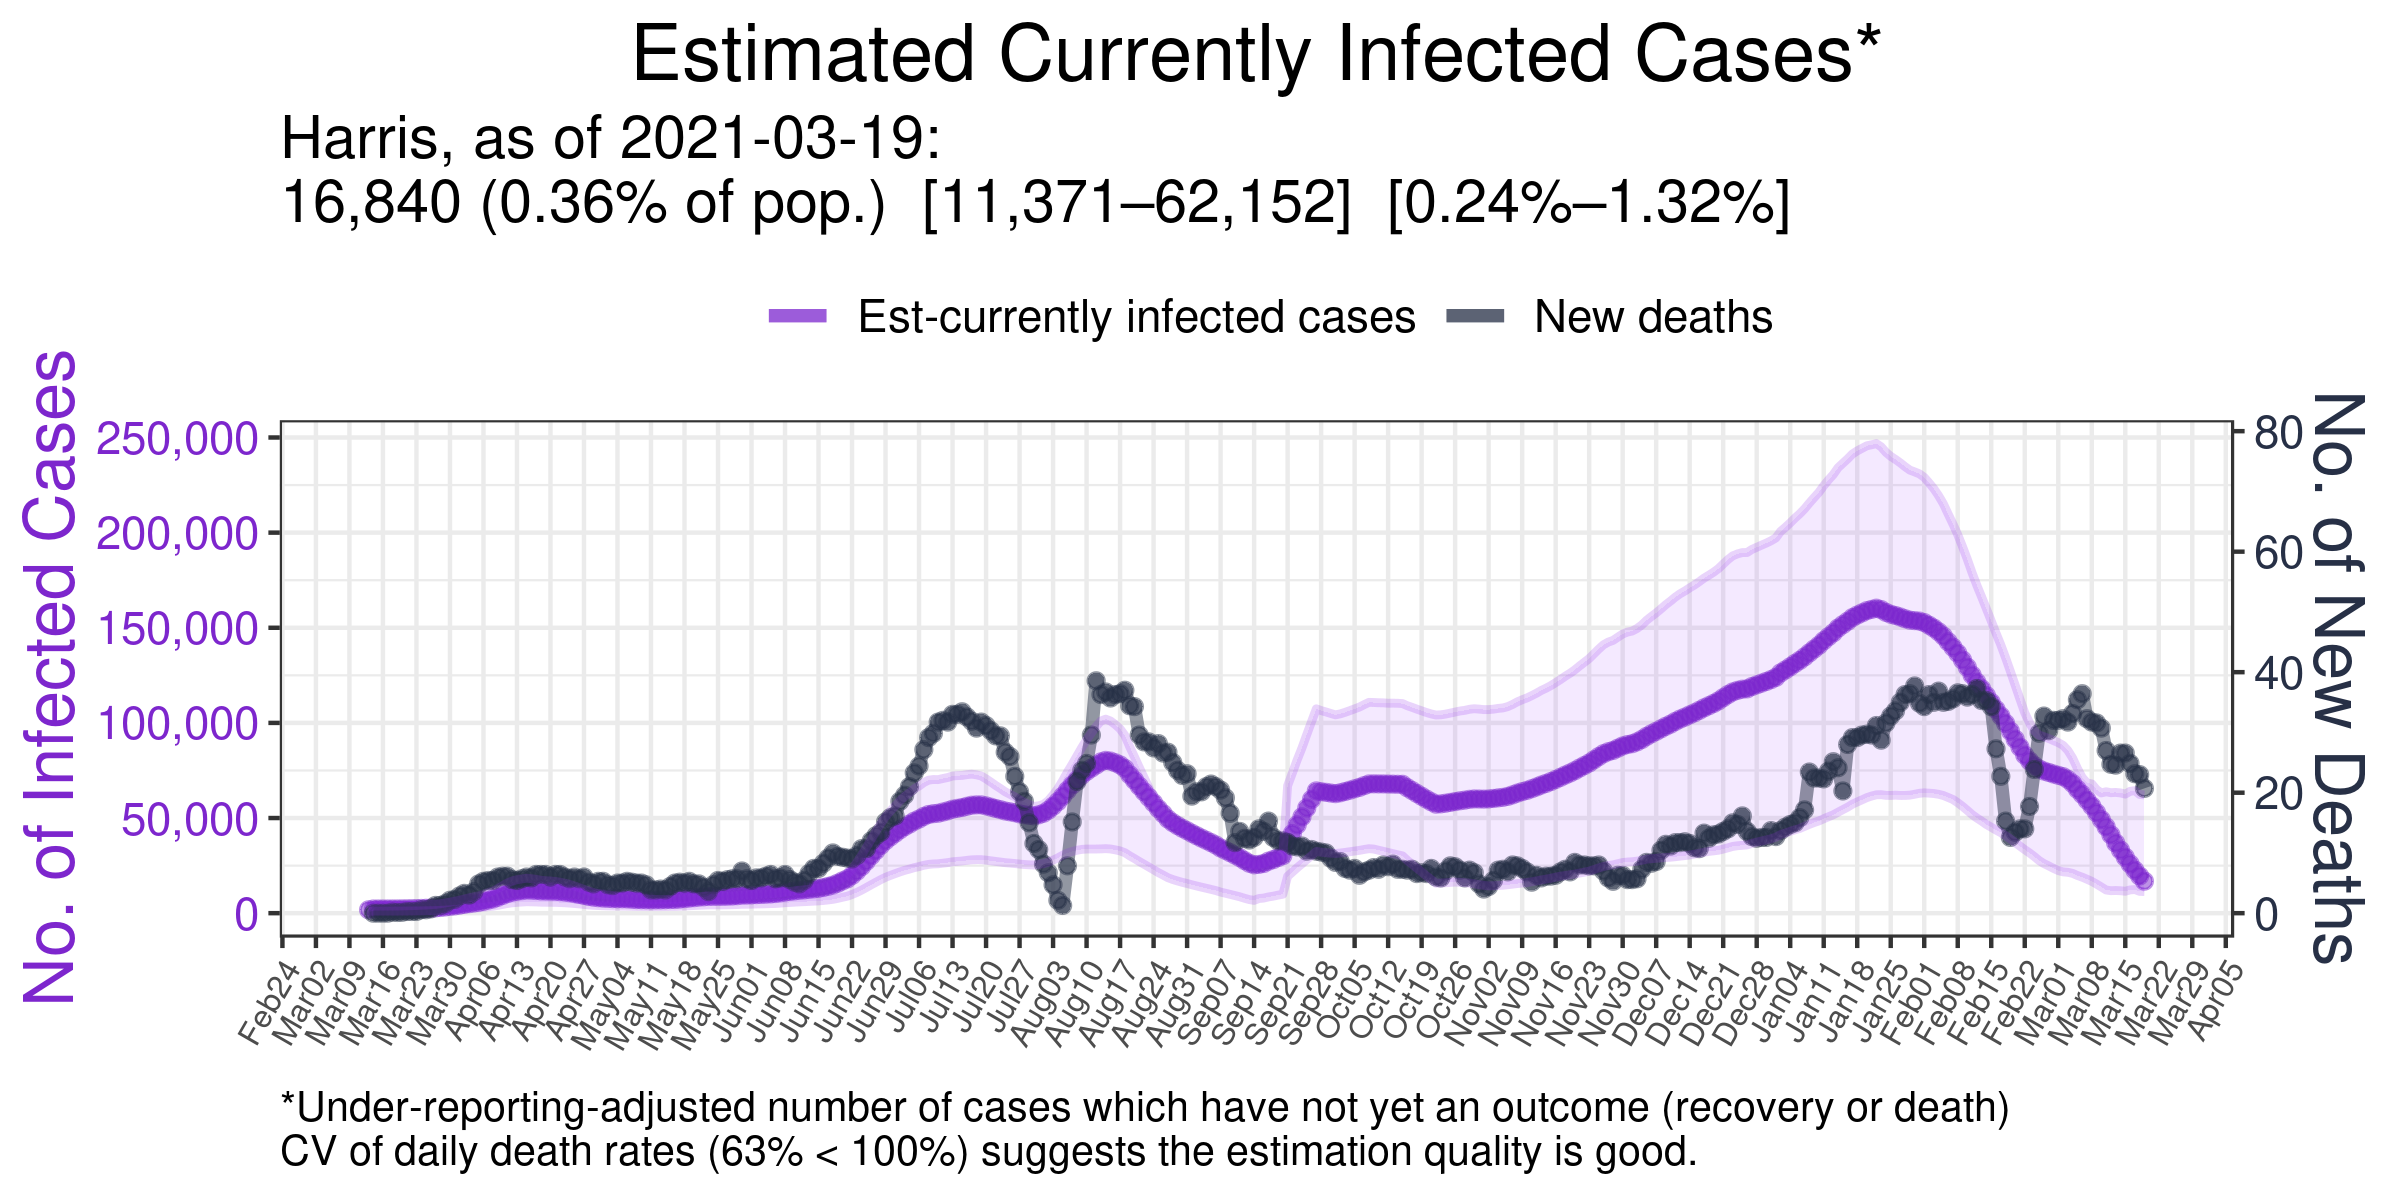 Estimated Currently Infected Cases*
Harris, as of 2021-03-19:
16,840 (0.36% of pop.) [11,371–62,152] [0.24%–1.32%]
Est-currently infected cases New deaths
No. of Infected Cases
250,000
200,000
150,000
100,000
50,000
0
80
60
40
20
0
No. of New Deaths
Feb24 Mar02 Mar09 Mar16 Mar23 Mar30 Apr06 Apr13 Apr20 Apr27 May04 May11 May18 May25 Jun01 Jun08 Jun15 Jun22 Jun29 Jul06 Jul13 Jul20 Jul27 Aug03 Aug10 Aug17 Aug24 Aug31 Sep07 Sep14 Sep21 Sep28 Oct05 Oct12 Oct19 Oct26 Nov02 Nov09 Nov16 Nov23 Nov30 Dec07 Dec14 Dec21 Dec28 Jan04 Jan11 Jan18 Jan25 Feb01 Feb08 Feb15 Feb22 Mar01 Mar08 Mar15 Mar22 Mar29 Apr05
*Under-reporting-adjusted number of cases which have not yet an outcome (recovery or death)
CV of daily death rates (63% < 100%) suggests the estimation quality is good.